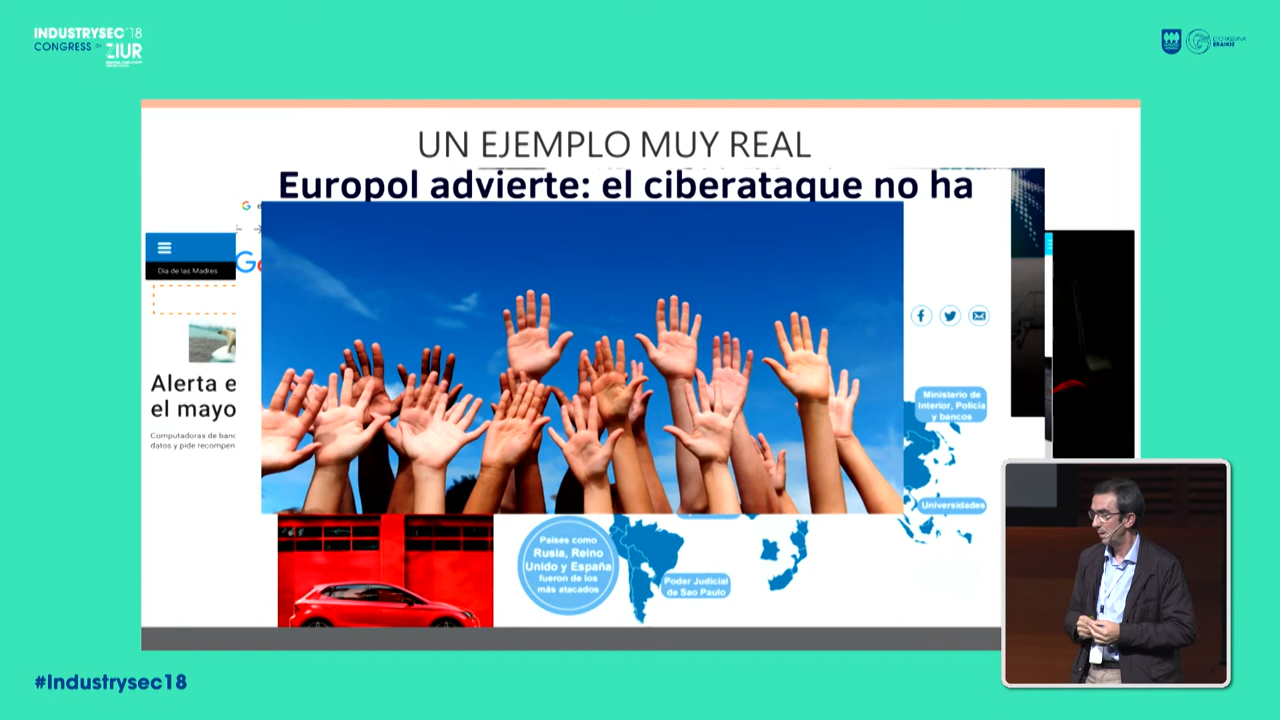 INDUSTRYSEC'18
CONGRESS BY ZIUR
UN EJEMPLO MUY REAL
Europol advierte: el ciberataque no ha
Día de las Madres
Alerta e
el mayo
Computadoras de banc
datos y pide recompen
Ministerio de
Interior, Policía
y bancos
Universidades
Países como
Rusia, Reino
Unido y España
fueron de los
más atacados
Poder Judicial
de Sao Paulo
#Industrysec18